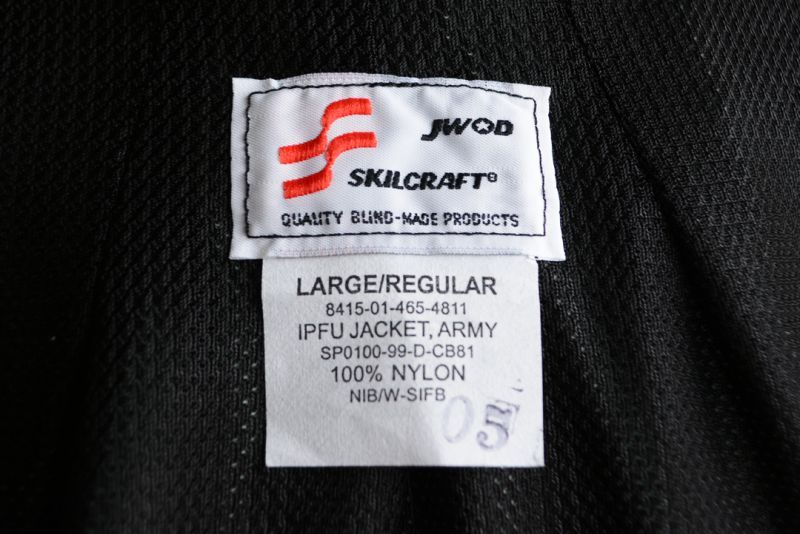 JWOD
SKILCRAFT®
QUALITY BLIND-MADE PRODUCTS
LARGE/REGULAR
8415-01-465-4811
IPFU JACKET, ARMY
SP0100-99-D-CB81
100% NYLON
NIB/W-SIFB
05